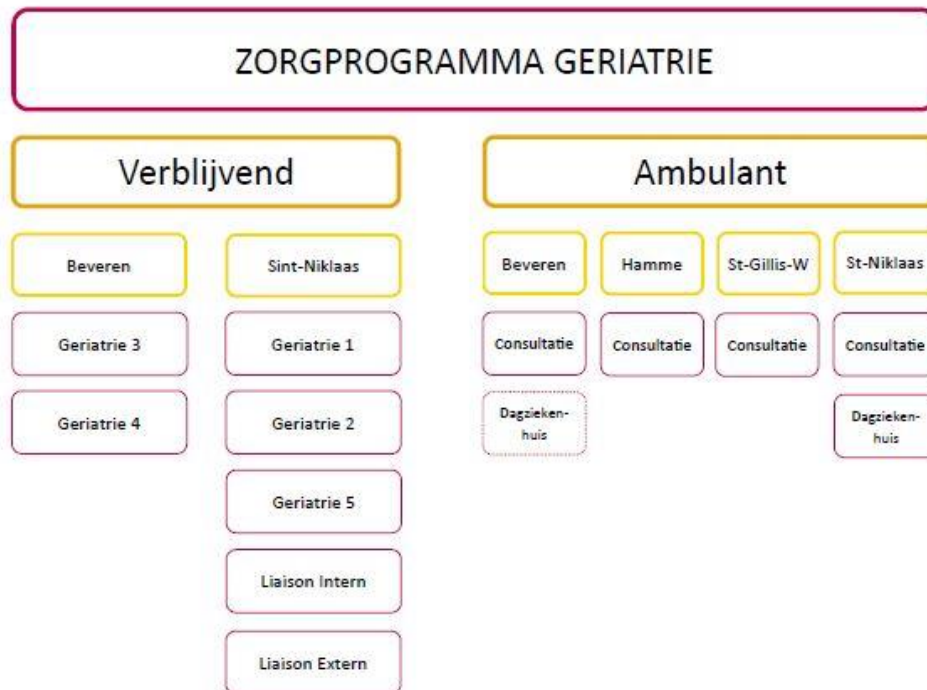 ZORGPROGRAMMA GERIATRIE
Verblijvend
Ambulant
Beveren
Sint-Niklaas
Beveren
Hamme
St-Gillis-W
St-Niklaas
Geriatrie 3
Geriatrie 1
Consultatie
Consultatie
Consultatie
Consultatie
Geriatrie 4
Geriatrie 2
Dagzieken-
huis
Dagzieken-
huis
Geriatrie 5
Liaison Intern
Liaison Extern